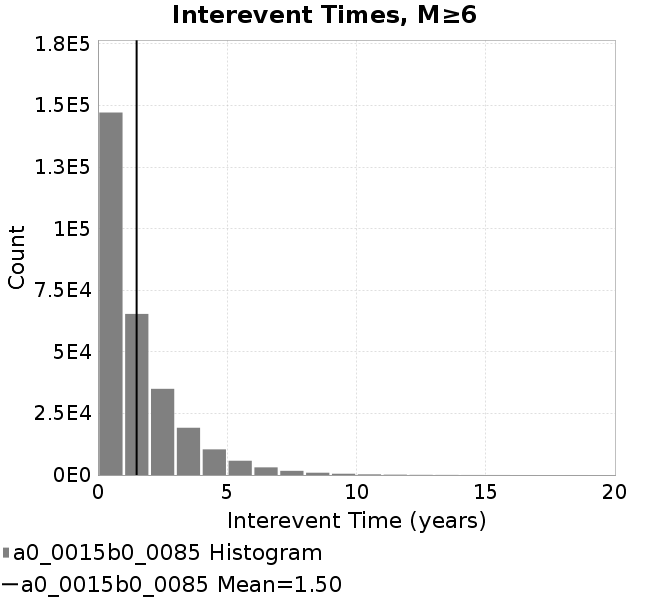 Interevent Times, M≥6
1.8E5
1.5E5
1.3E5
1E5
7.5E4
5E4
2.5E4
0E0
Count
0 5 10 15 20
Interevent Time (years)
a0_0015b0_0085 Histogram
a0_0015b0_0085 Mean=1.50